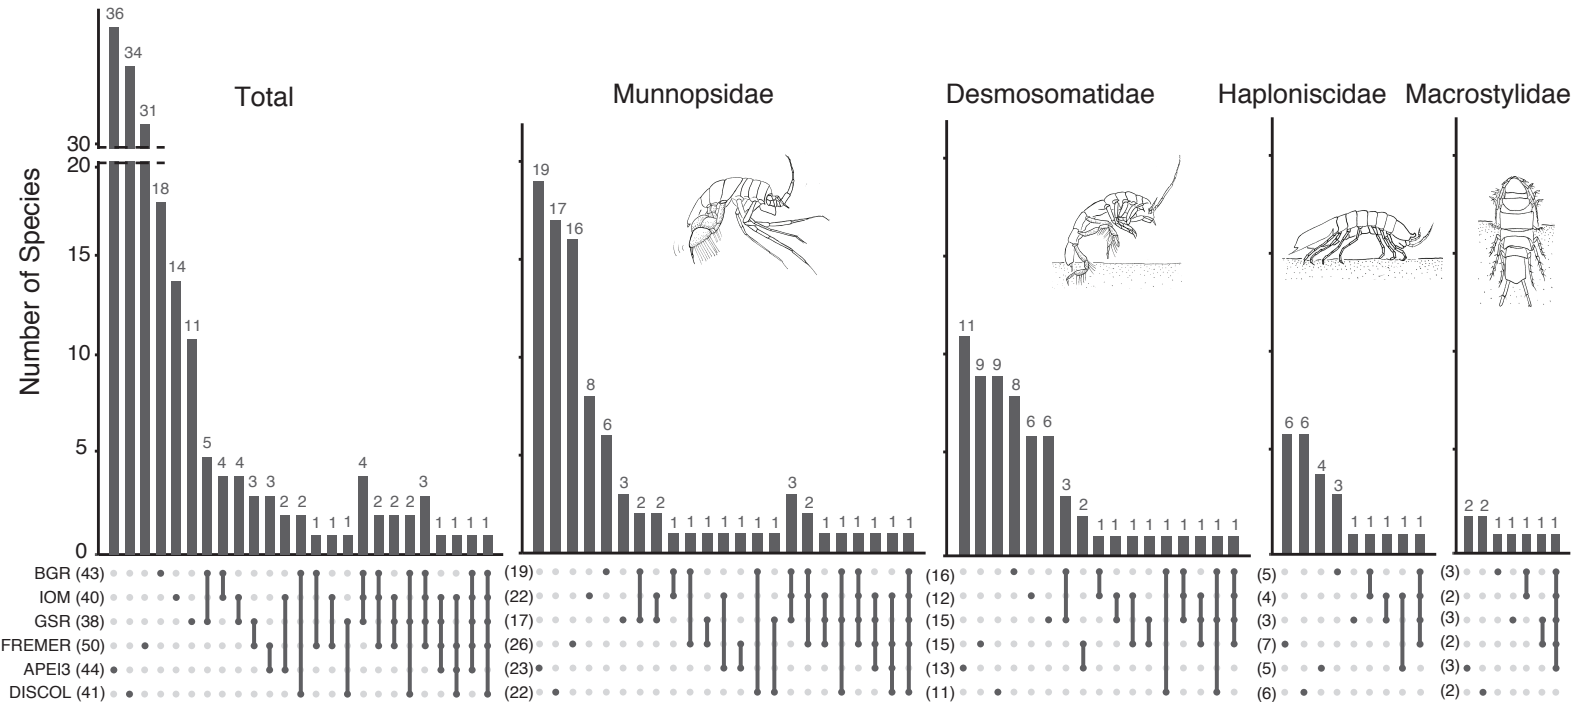 36
34
31
Total
Munnopsidae
Desmosomatidae
Haploniscidae
Macrostylidae
30
20
15
10
5
0
Number of Species
18
14
11
5 4 4 3 3 2 2 1 1 1 4 2 2 2 3 1 1 1 1
19 17 16 8 6 3 2 2 1 1 1 1 1 1 1 3 2 1 1 1 1 1 1
11 9 9 8 6 6 3 2 1 1 1 1 1 1 1 1 1
6 6 4 3 1 1 1 1 1
2 2 1 1 1 1
BGR (43) (19) (16) (5) (3)
IOM (40) (22) (12) (4) (2)
GSR (38) (17) (15) (3) (3)
FREMER (50) (26) (15) (7) (2)
APEI3 (44) (23) (13) (5) (3)
DISCOL (41) (22) (11) (6) (2)